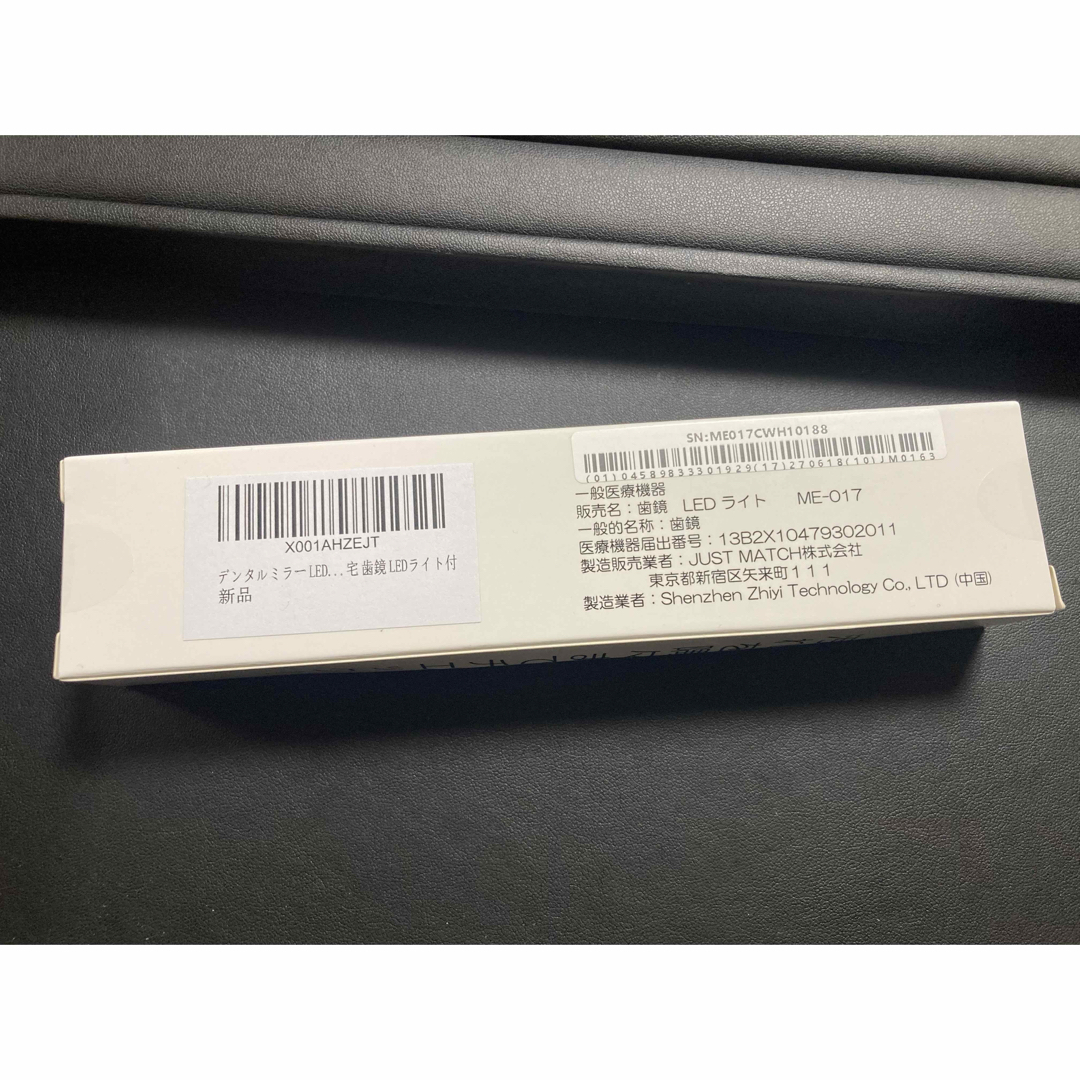 X001AHZEJT
デンタルミラーLED...宅歯鏡LEDライト付
新品
SN:ME017CWH10188
(01)04589833301929(17)270618(10)JM0163
一般医療機器
販売名：歯鏡 LED ライト ME-017
一般的名称：歯鏡
医療機器届出番号：13B2X10479302011
製造販売業者：JUST MATCH株式会社
東京都新宿区矢来町１１１
製造業者：Shenzhen Zhiyi Technology Co., LTD (中国)